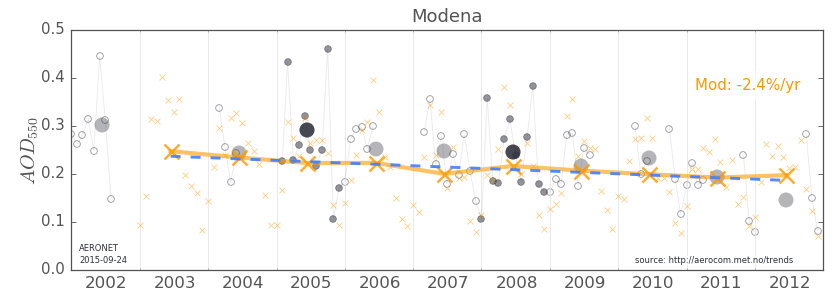 Modena
0.5
0.4
0.3
0.2
0.1
0.0
AOD550
Mod: -2.4%/yr
AERONET
2015-09-24
source: http://aerocom.met.no/trends
2002 2003 2004 2005 2006 2007 2008 2009 2010 2011 2012